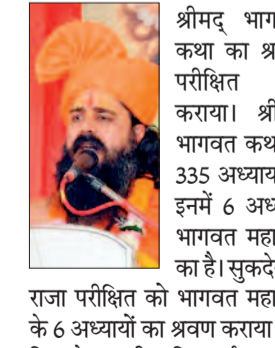 श्रीमद् भाग
कथा का श्र
परीक्षित
कराया। श्री
भागवत कथ
335 अध्याय
इनमें 6 अध्
भागवत महा
का है। सुकदे
राजा परीक्षित को भागवत महा
के 6 अध्यायों का श्रवण कराया